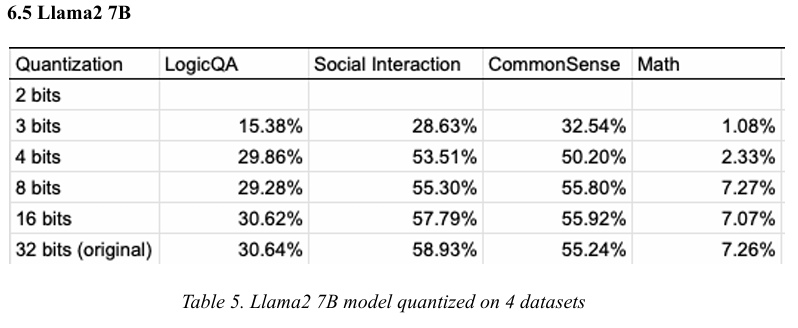 6.5 Llama2 7B
Quantization LogicQA Social Interaction CommonSense Math
2 bits
3 bits 15.38% 28.63% 32.54% 1.08%
4 bits 29.86% 53.51% 50.20% 2.33%
8 bits 29.28% 55.30% 55.80% 7.27%
16 bits 30.62% 57.79% 55.92% 7.07%
32 bits (original) 30.64% 58.93% 55.24% 7.26%
Table 5. Llama2 7B model quantized on 4 datasets